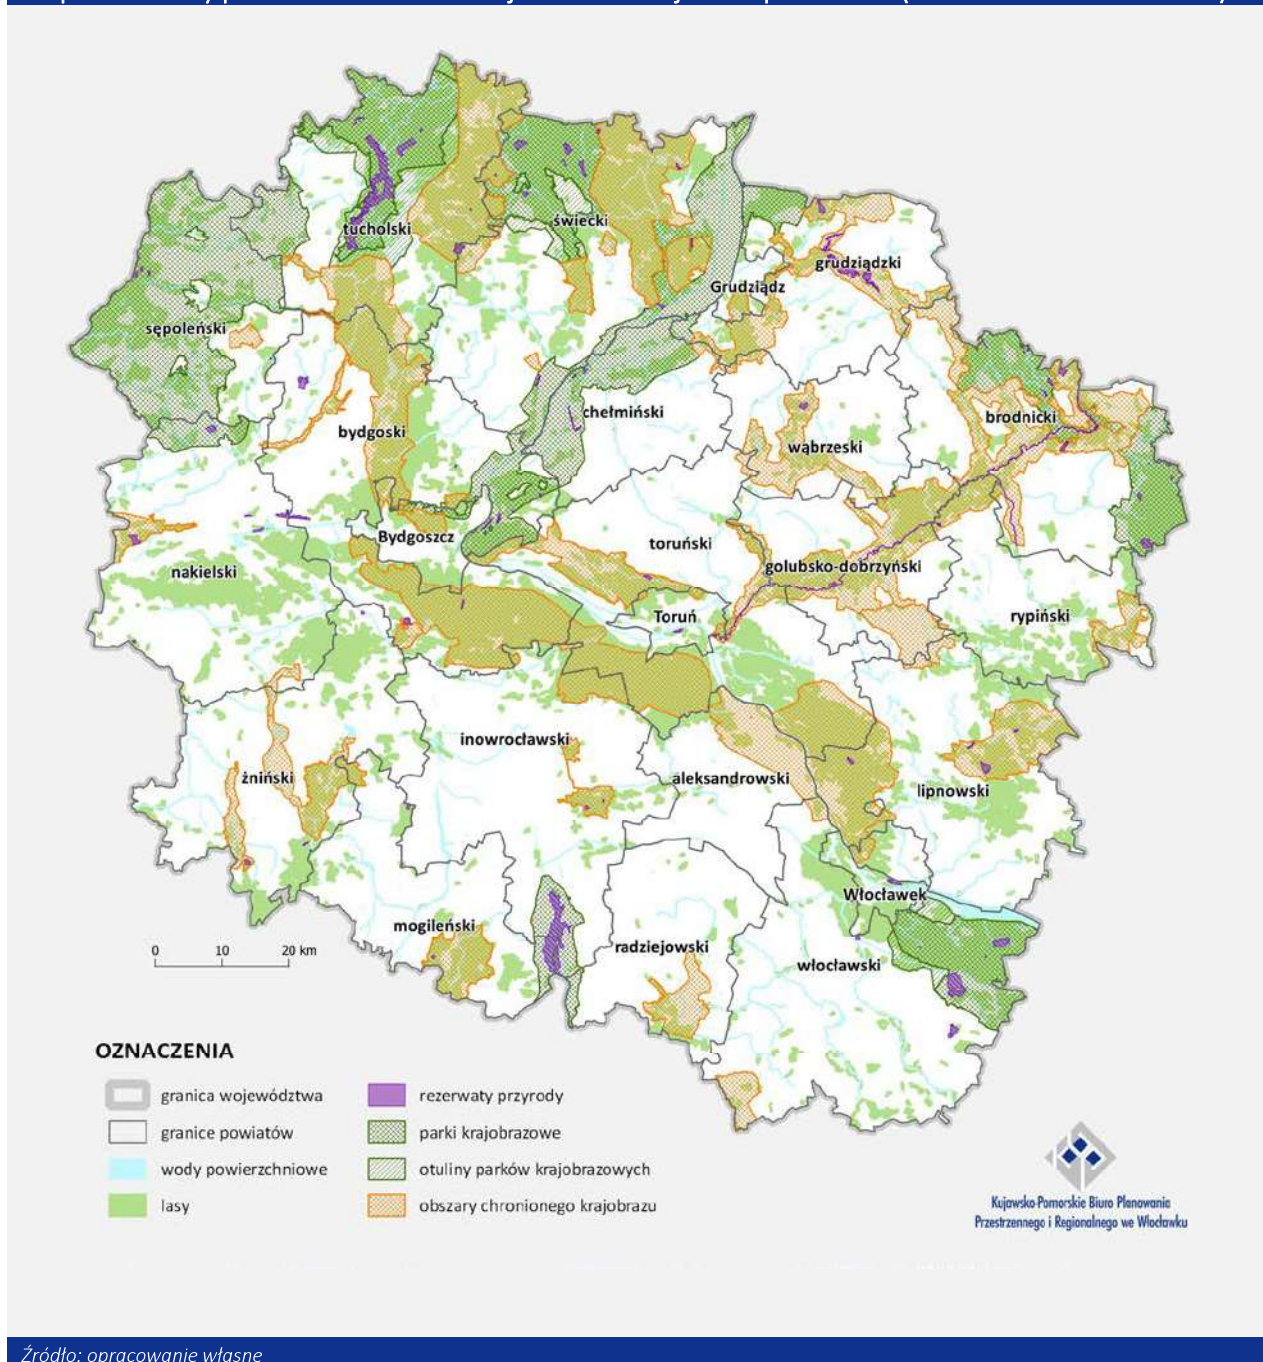 tucholski
świecki
grudziądzki
Grudziądz
sępoleński
chełmiński
brodnicki
bydgoski
wąbrzeski
Bydgoszcz
toruński
nakielski
golubsko-dobrzyński
Toruń
rypiński
inowrocławski
żniński
aleksandrowski
lipnowski
Włocławek
mogileński
radziejowski
włocławski
0 10 20 km
OZNACZENIA
granica województwa
granice powiatów
wody powierzchniowe
lasy
rezerwaty przyrody
parki krajobrazowe
otuliny parków krajobrazowych
obszary chronionego krajobrazu
Kujawsko-Pomorskie Biuro Planowania
Przestrzennego i Regionalnego we Włocławku
Źródło: opracowanie własne